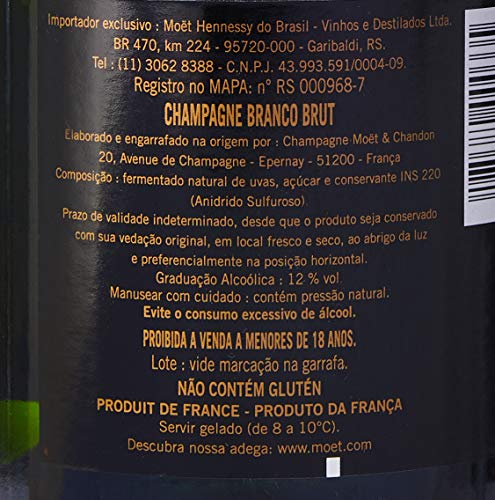 Importador exclusivo : Moët Hennessy do Brasil - Vinhos e Destilados Ltda.
BR 470, km 224 - 95720-000 - Garibaldi, RS.
Tel : (11) 3062 8388 - C.N.P.J. 43.993.591/0004-09.
Registro no MAPA: n° RS 000968-7
CHAMPAGNE BRANCO BRUT
Elaborado e engarrafado na origem por : Champagne Moët & Chandon
20, Avenue de Champagne - Epernay - 51200 - França
Composição : fermentado natural de uvas, açúcar e conservante INS 220
(Anidrido Sulfuroso)
Prazo de validade indeterminado, desde que o produto seja conservado
com sua vedação original, em local fresco e seco, ao abrigo da luz
e preferencialmente na posição horizontal.
Graduação Alcoólica : 12 % vol
Manusear com cuidado : contém pressão natural.
Evite o consumo excessivo de álcool.
PROIBIDA A VENDA A MENORES DE 18 ANOS.
Lote : vide marcação na garrafa.
NÃO CONTÉM GLUTÉN
PRODUIT DE FRANCE - PRODUTO DA FRANÇA
Servir gelado (de 8 a 10°C).
Descubra nossa adega: www.moet.com